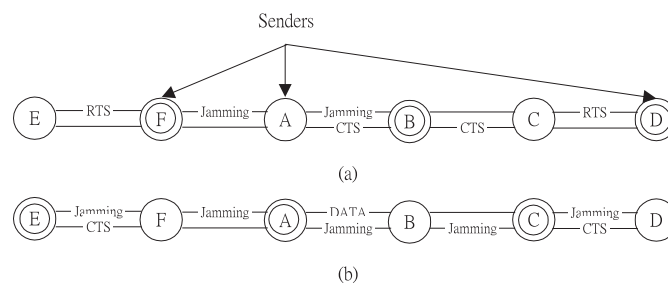 Senders
E RTS F Jamming A Jamming B C RTS D
CTS CTS
(a)
E Jamming F Jamming A DATA B C Jamming D
CTS Jamming Jamming CTS
(b)